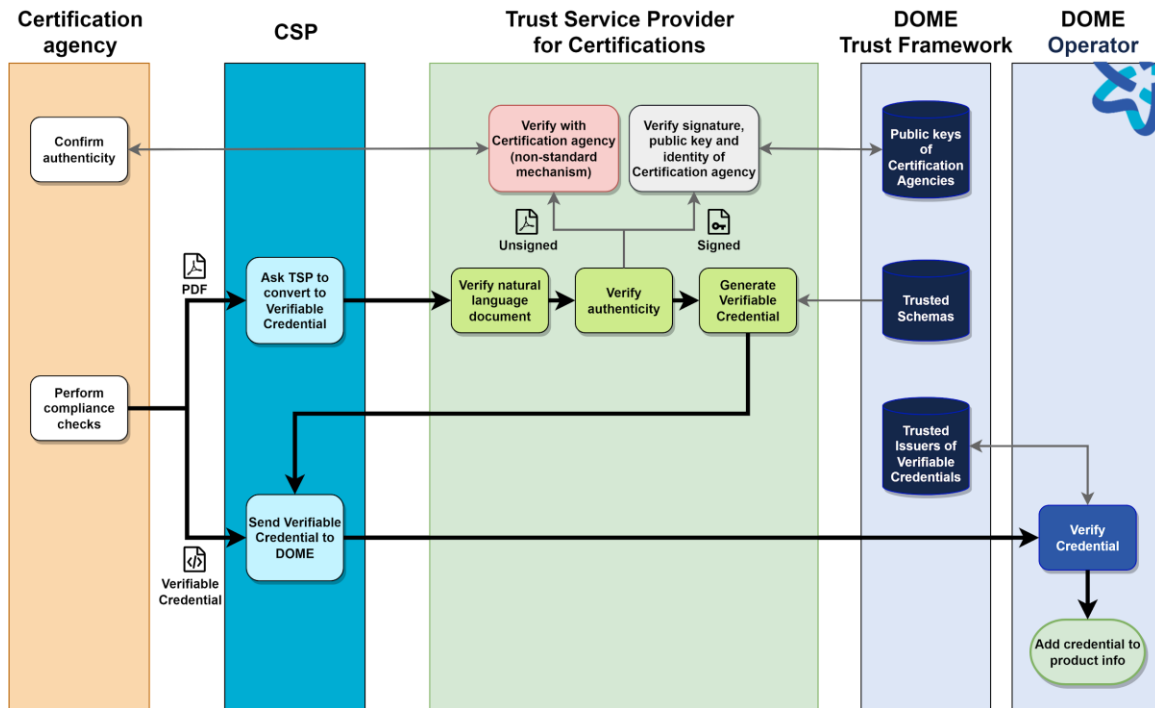 Certification
agency
CSP
Trust Service Provider
for Certifications
DOME
Trust Framework
DOME
Operator
Confirm
authenticity
Verify with
Certification agency
(non-standard
mechanism)
Verify signature,
public key and
identity of
Certification agency
Public keys
of
Certification
Agencies
Unsigned
Signed
PDF
Ask TSP to
convert to
Verifiable
Credential
Verify natural
language
document
Verify
authenticity
Generate
Verifiable
Credential
Trusted
Schemas
Perform
compliance
checks
Trusted
Issuers of
Verifiable
Credentials
Send Verifiable
Credential to
DOME
Verify
Credential
Verifiable
Credential
Add credential to
product info